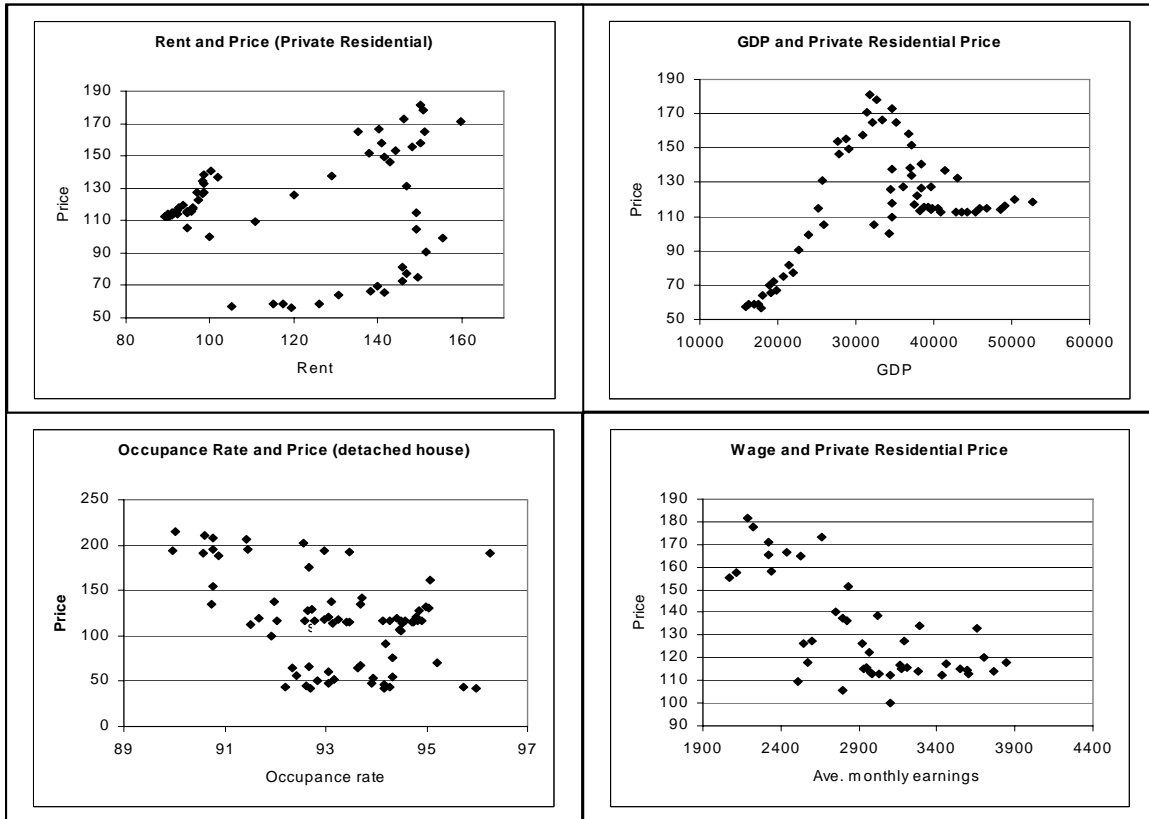 Rent and Price (Private Residential)
Price
190
170
150
130
110
90
70
50
80 100 120 140 160
Rent
GDP and Private Residential Price
Price
190
170
150
130
110
90
70
50
10000 20000 30000 40000 50000 60000
GDP
Occupance Rate and Price (detached house)
Price
250
200
150
100
50
0
89 91 93 95 97
Occupance rate
Wage and Private Residential Price
Price
190
180
170
160
150
140
130
120
110
100
90
1900 2400 2900 3400 3900 4400
Ave. monthly earnings